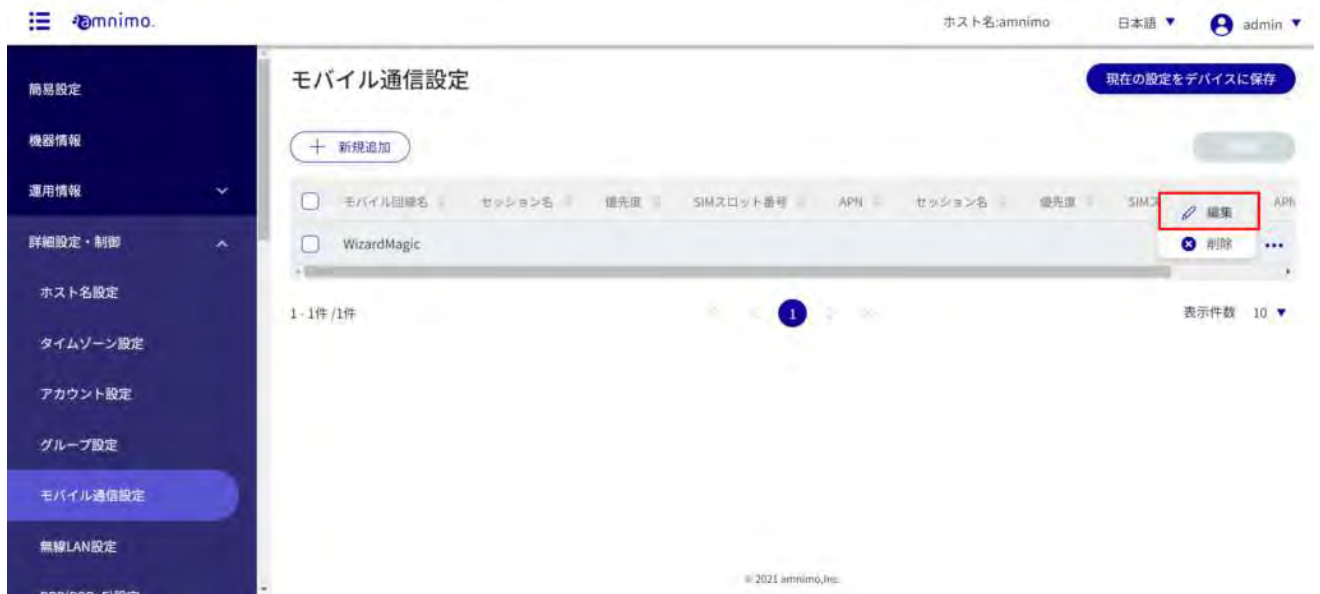 amnimo.
ホスト名:amnimo
日本語 ▼
admin ▼
簡易設定
機器情報
運用情報
詳細設定・制御
ホスト名設定
タイムゾーン設定
アカウント設定
グループ設定
モバイル通信設定
無線LAN設定
モバイル通信設定
現在の設定をデバイスに保存
+ 新規追加
モバイル回線名 セッション名 優先度 SIMスロット番号 APN セッション名 優先度 SIMス APN
編集
WizardMagic
削除 •••
1 - 1件 /1件
1
表示件数 10 ▼
© 2021 amnimo,Inc.